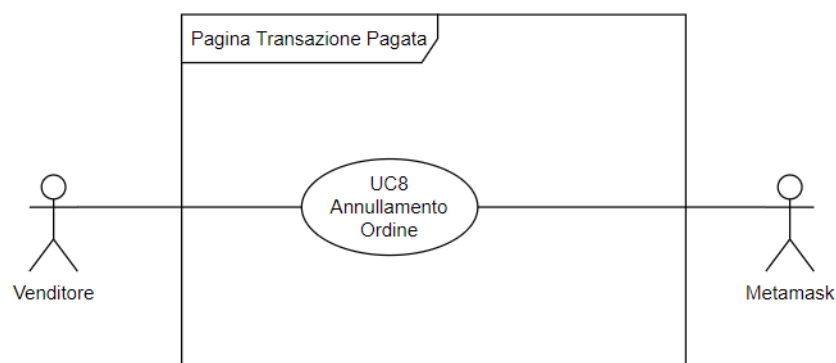 Pagina Transazione Pagata
UC8
Annullamento
Ordine
Venditore
Metamask